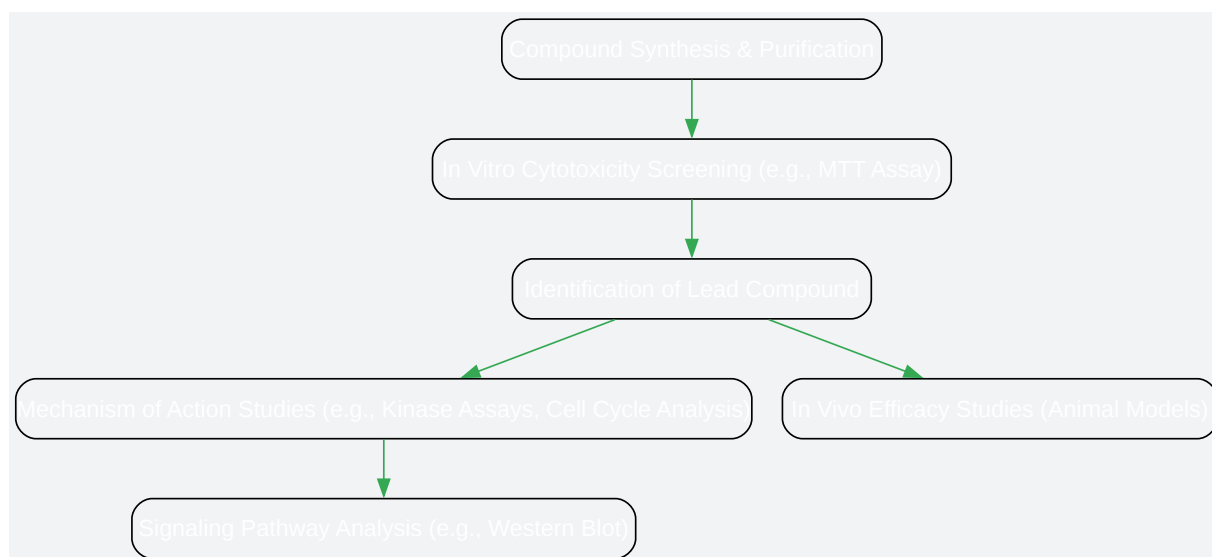 Compound Synthesis & Purification
In Vitro Cytotoxicity Screening (e.g., MTT Assay)
Identification of Lead Compound
Mechanism of Action Studies (e.g., Kinase Assays, Cell Cycle Analysis)
In Vivo Efficacy Studies (Animal Models)
Signaling Pathway Analysis (e.g., Western Blot)